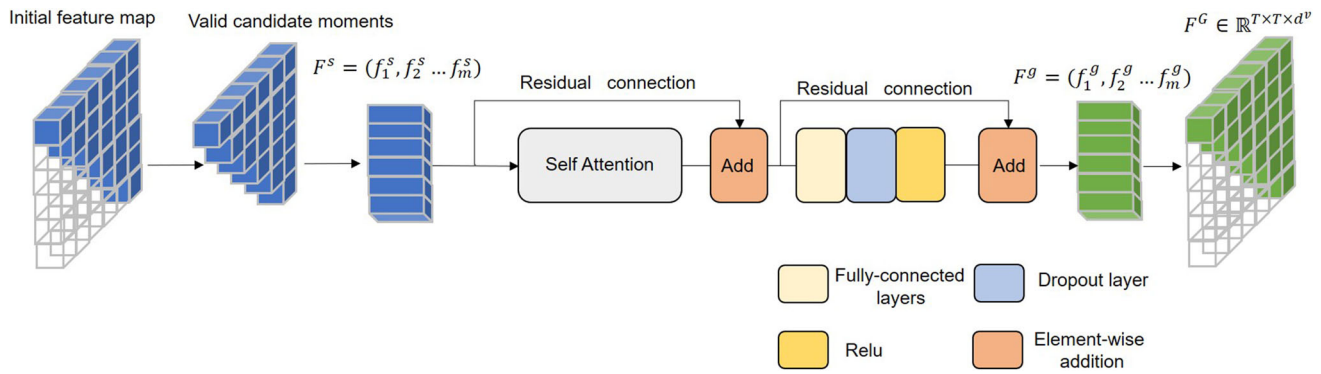 Initial feature map
Valid candidate moments
F^s = (f_1^s, f_2^s … f_m^s)
Residual connection
Self Attention
Add
Residual connection
Add
F^g = (f_1^g, f_2^g … f_m^g)
F^G ∈ ℝ^{T×T×d^v}
Fully-connected
layers
Dropout layer
Relu
Element-wise
addition